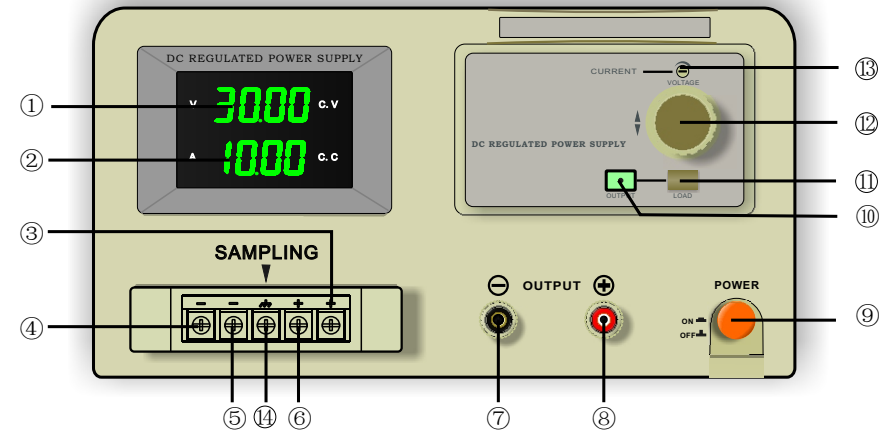 DC REGULATED POWER SUPPLY
V 30.00 C.V
A 10.00 C.C
CURRENT
VOLTAGE
DC REGULATED POWER SUPPLY
OUTPUT
LOAD
SAMPLING
− − + +
⊖ OUTPUT ⊕
POWER
ON
OFF
①
②
③
④
⑤
⑭
⑥
⑦
⑧
⑨
⑩
⑪
⑫
⑬